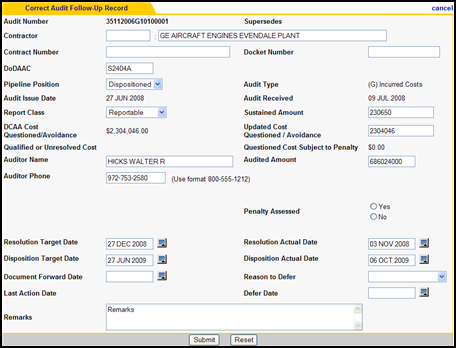 Correct Audit Follow-Up Record cancel
Audit Number 35112006G10100001 Supersedes
Contractor - GE AIRCRAFT ENGINES EVENDALE PLANT
Contract Number Docket Number
DoDAAC S2404A
Pipeline Position Dispositioned Audit Type (G) Incurred Costs
Audit Issue Date 27 JUN 2008 Audit Received 09 JUL 2008
Report Class Reportable Sustained Amount 230650
DCAA Cost Questioned/Avoidance $2,304,046.00 Updated Cost Questioned / Avoidance 2304046
Qualified or Unresolved Cost Questioned Cost Subject to Penalty $0.00
Auditor Name HICKS WALTER R Audited Amount 686024000
Auditor Phone 972-753-2580 (Use format 800-555-1212)
Penalty Assessed Yes
No
Resolution Target Date 27 DEC 2008 Resolution Actual Date 03 NOV 2008
Disposition Target Date 27 JUN 2009 Disposition Actual Date 06 OCT 2009
Document Forward Date Reason to Defer
Last Action Date Defer Date
Remarks Remarks
Submit Reset